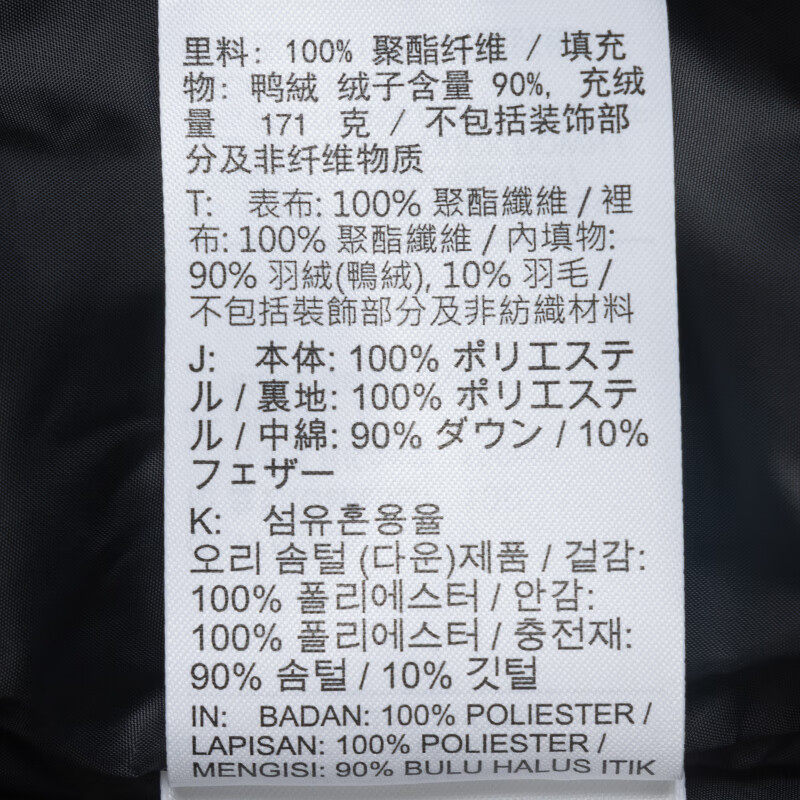 里料: 100% 聚酯纤维 / 填充
物: 鸭绒 绒子含量 90%, 充绒
量 171 克 / 不包括装饰部
分及非纤维物质
T: 表布: 100% 聚酯纖維 / 裡
布: 100% 聚酯纖維 / 內填物:
90% 羽絨(鴨絨), 10% 羽毛 /
不包括裝飾部分及非紡織材料
J: 本体: 100% ポリエステ
ル / 裏地: 100% ポリエステ
ル / 中綿: 90% ダウン / 10%
フェザー
K: 섬유혼용율
오리 솜털 (다운)제품 / 겉감:
100% 폴리에스터 / 안감:
100% 폴리에스터 / 충전재:
90% 솜털 / 10% 깃털
IN: BADAN: 100% POLIESTER /
LAPISAN: 100% POLIESTER /
MENGISI: 90% BULU HALUS ITIK